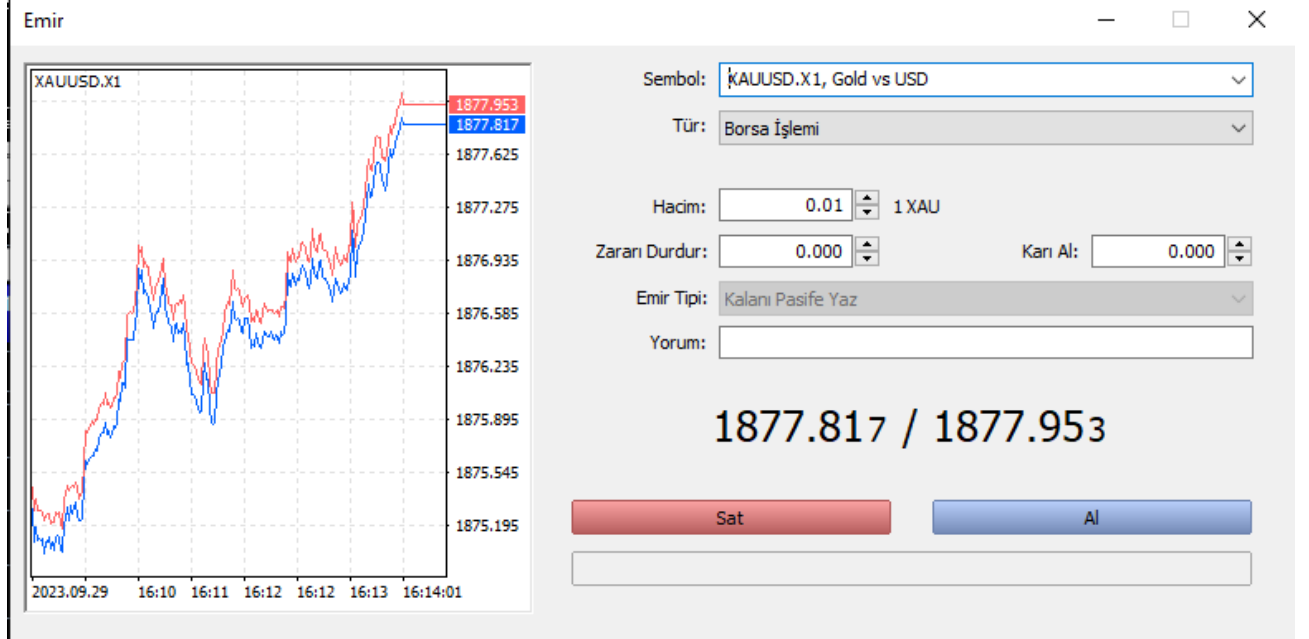 Emir
XAUUSD.X1
1877.953
1877.817
1877.625
1877.275
1876.935
1876.585
1876.235
1875.895
1875.545
1875.195
2023.09.29 16:10 16:11 16:12 16:12 16:13 16:14:01
Sembol: XAUUSD.X1, Gold vs USD
Tür: Borsa İşlemi
Hacim: 0.01 1 XAU
Zararı Durdur: 0.000 Karı Al: 0.000
Emir Tipi: Kalanı Pasife Yaz
Yorum:
1877.817 / 1877.953
Sat Al